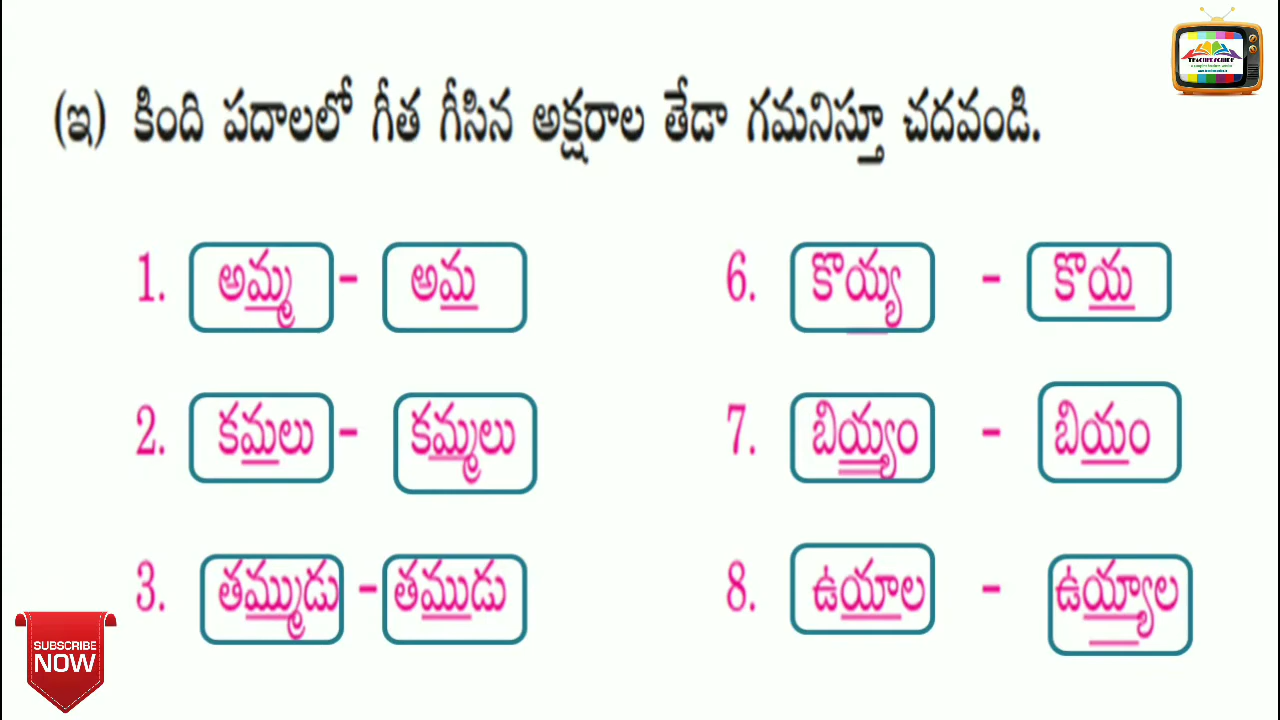 (ఇ) కింది పదాలలో గీత గీసిన అక్షరాల తేడా గమనిస్తూ చదవండి.
1. అమ్మ - అమ
6. కొయ్య - కొయ
2. కమలు - కమ్మలు
7. బియ్యం - బియం
3. తమ్ముడు - తముడు
8. ఉయాల - ఉయ్యాల
SUBSCRIBE
NOW